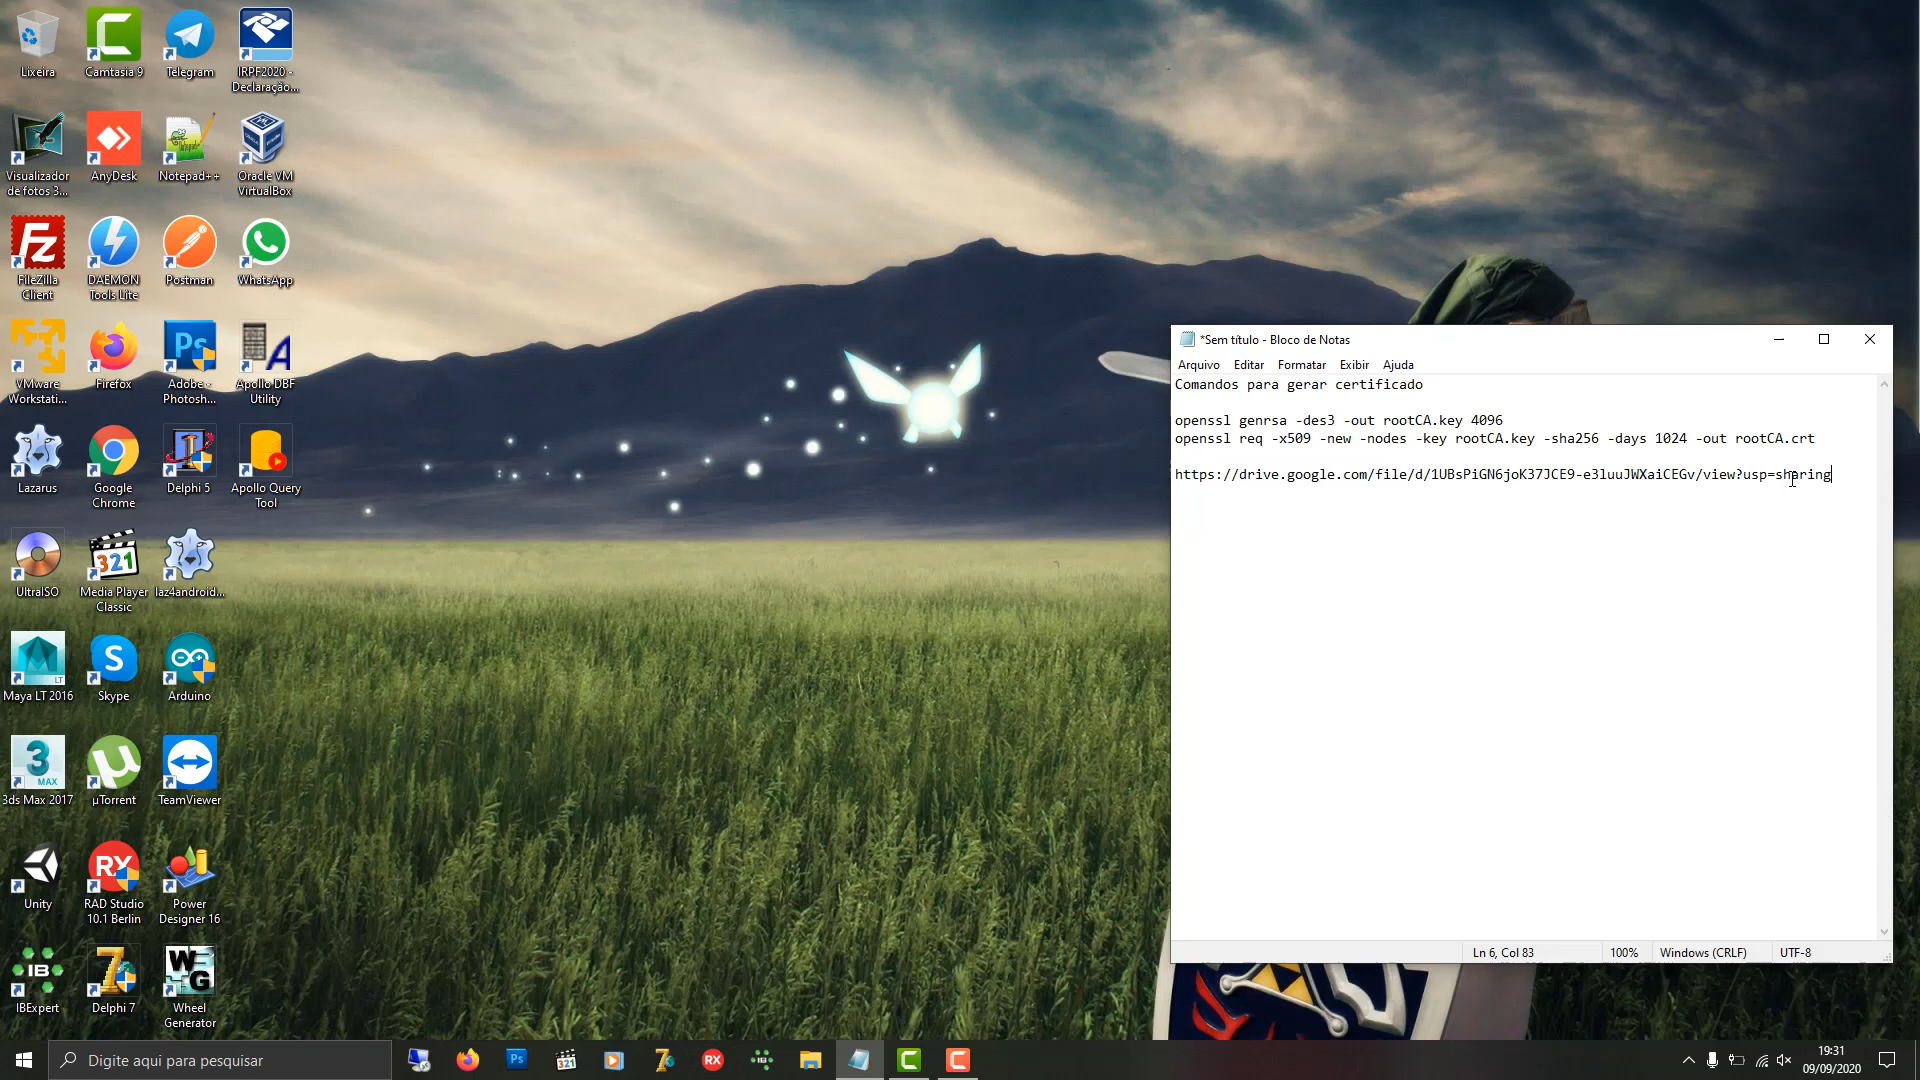 Lixeira
Camtasia 9
Telegram
IRPF2020 -
Declaração...
Visualizador
de fotos 3...
AnyDesk
Notepad++
Oracle VM
VirtualBox
FileZilla
Client
DAEMON
Tools Lite
Postman
WhatsApp
VMware
Workstati...
Firefox
Adobe -
Photosh...
Apollo DBF
Utility
Lazarus
Google
Chrome
Delphi 5
Apollo Query
Tool
UltraISO
Media Player
Classic
laz4android...
Maya LT 2016
Skype
Arduino
3ds Max 2017
µTorrent
TeamViewer
Unity
RAD Studio
10.1 Berlin
Power
Designer 16
IBExpert
Delphi 7
Wheel
Generator
*Sem título - Bloco de Notas
Arquivo Editar Formatar Exibir Ajuda
Comandos para gerar certificado
openssl genrsa -des3 -out rootCA.key 4096
openssl req -x509 -new -nodes -key rootCA.key -sha256 -days 1024 -out rootCA.crt
https://drive.google.com/file/d/1UBsPiGN6joK37JCE9-e3luuJWXaiCEGv/view?usp=sharing
Ln 6, Col 83 100% Windows (CRLF) UTF-8
Digite aqui para pesquisar
19:31
09/09/2020